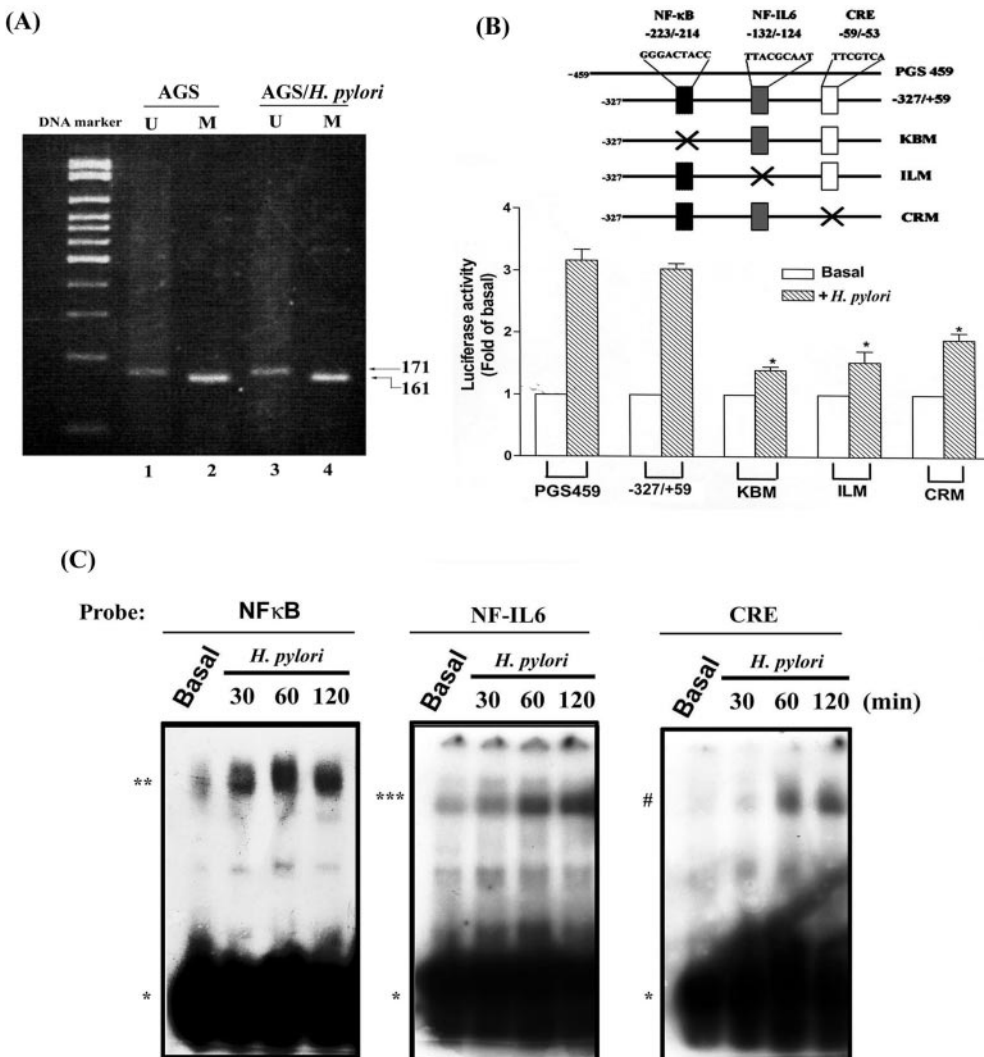 (A)
AGS AGS/H. pylori
DNA marker U M U M
171
161
1 2 3 4
(B)
NF-κB NF-IL6 CRE
-223/-214 -132/-124 -59/-53
GGGACTACC TTACGCAAT TTCGTCA
-459 PGS 459
-327 -327/+59
-327 KBM
-327 ILM
-327 CRM
4
3
2
1
0
Luciferase activity
(Fold of basal)
Basal
+ H. pylori
* * *
PGS459 -327/+59 KBM ILM CRM
(C)
Probe: NFκB NF-IL6 CRE
H. pylori H. pylori H. pylori
Basal 30 60 120 Basal 30 60 120 Basal 30 60 120 (min)
** *** #
* * *